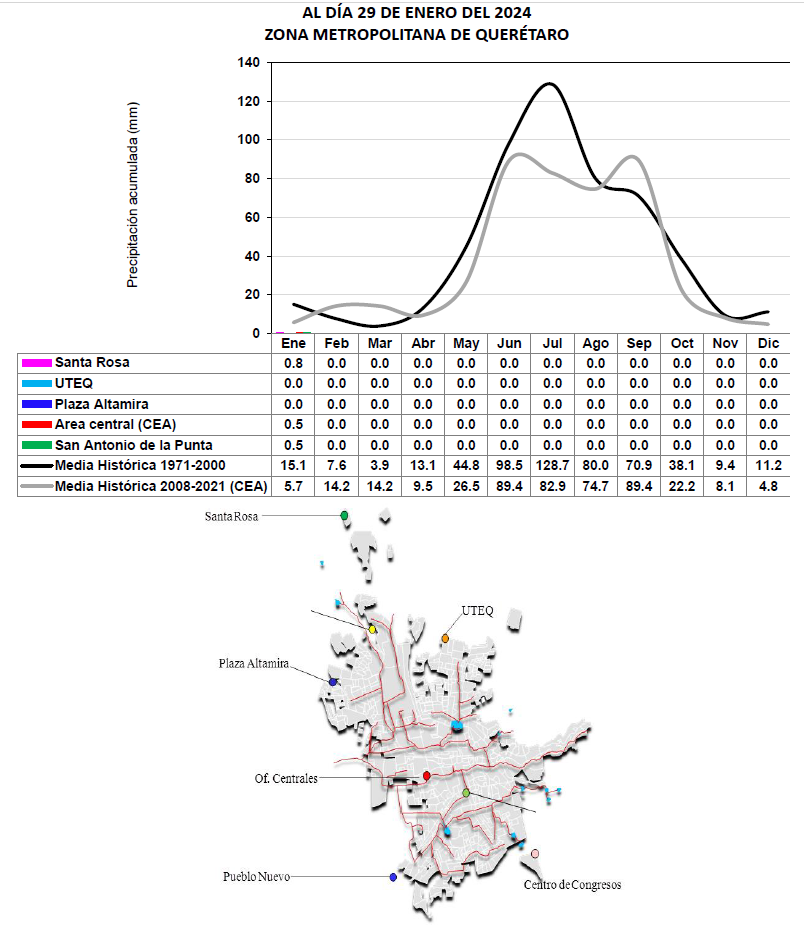 AL DÍA 29 DE ENERO DEL 2024
ZONA METROPOLITANA DE QUERÉTARO
Precipitación acumulada (mm)
140
120
100
80
60
40
20
0
Ene Feb Mar Abr May Jun Jul Ago Sep Oct Nov Dic
Santa Rosa 0.8 0.0 0.0 0.0 0.0 0.0 0.0 0.0 0.0 0.0 0.0 0.0
UTEQ 0.0 0.0 0.0 0.0 0.0 0.0 0.0 0.0 0.0 0.0 0.0 0.0
Plaza Altamira 0.0 0.0 0.0 0.0 0.0 0.0 0.0 0.0 0.0 0.0 0.0 0.0
Area central (CEA) 0.5 0.0 0.0 0.0 0.0 0.0 0.0 0.0 0.0 0.0 0.0 0.0
San Antonio de la Punta 0.5 0.0 0.0 0.0 0.0 0.0 0.0 0.0 0.0 0.0 0.0 0.0
Media Histórica 1971-2000 15.1 7.6 3.9 13.1 44.8 98.5 128.7 80.0 70.9 38.1 9.4 11.2
Media Histórica 2008-2021 (CEA) 5.7 14.2 14.2 9.5 26.5 89.4 82.9 74.7 89.4 22.2 8.1 4.8
Santa Rosa
UTEQ
Plaza Altamira
Of. Centrales
Pueblo Nuevo
Centro de Congresos